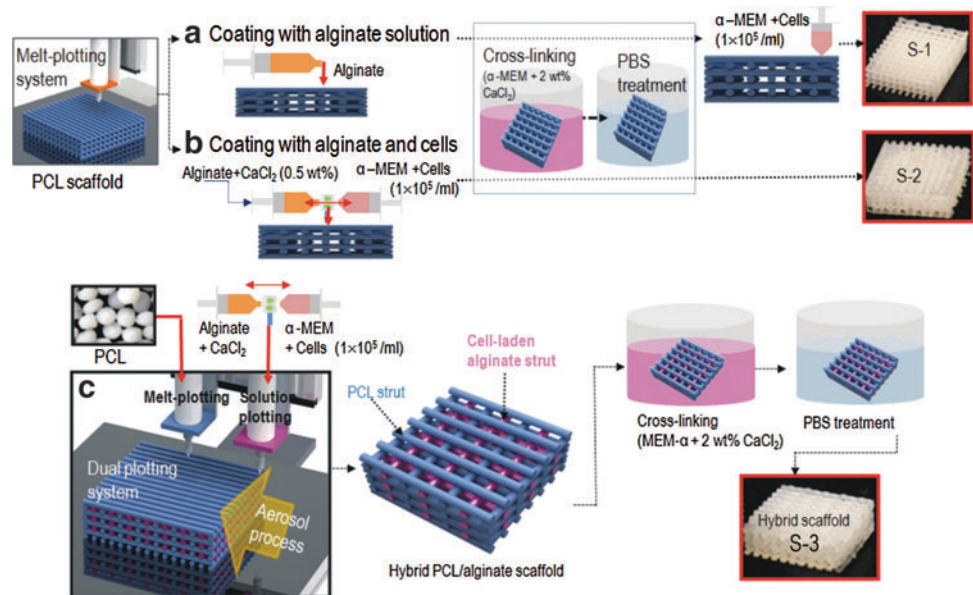 a Coating with alginate solution
Melt-plotting
system
PCL scaffold
Alginate
Cross-linking
(α-MEM + 2 wt%
CaCl₂)
PBS
treatment
α-MEM +Cells
(1×10⁵/ml)
S-1
b Coating with alginate and cells
Alginate+CaCl₂ (0.5 wt%)
α-MEM +Cells
(1×10⁵/ml)
S-2
PCL
Alginate
+ CaCl₂
α-MEM
+ Cells (1×10⁵/ml)
c
Melt-plotting
Solution
plotting
Dual plotting
system
Aerosol
process
PCL strut
Cell-laden
alginate strut
Hybrid PCL/alginate scaffold
Cross-linking
(MEM-α + 2 wt% CaCl₂)
PBS treatment
Hybrid scaffold
S-3